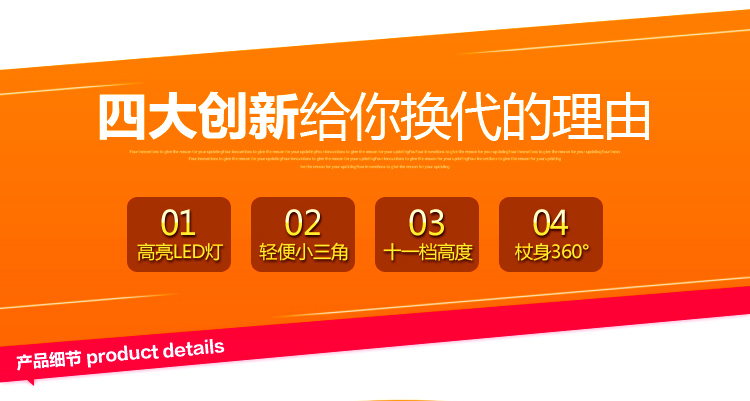 四大创新给你换代的理由
01
高亮LED灯
02
轻便小三角
03
十一档高度
04
杖身360°
产品细节 product details